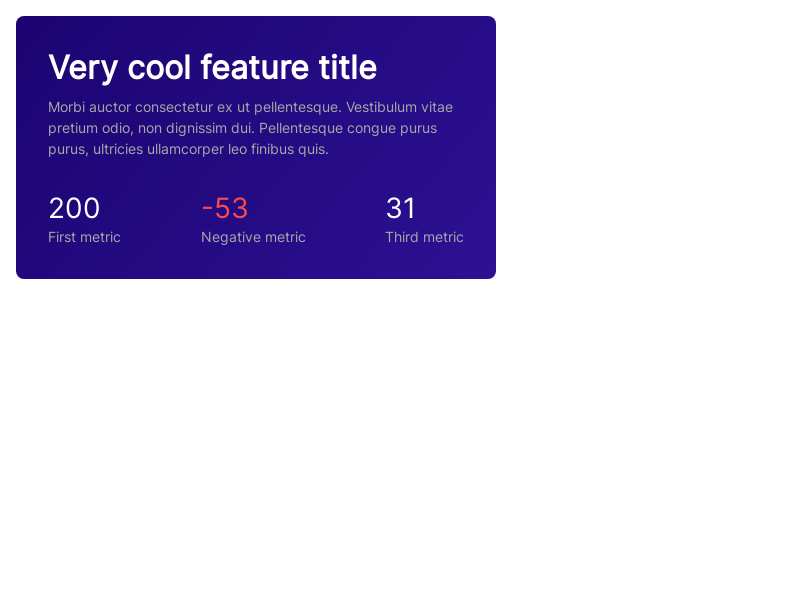 Very cool feature title
Morbi auctor consectetur ex ut pellentesque. Vestibulum vitae
pretium odio, non dignissim dui. Pellentesque congue purus
purus, ultricies ullamcorper leo finibus quis.
200 -53 31
First metric Negative metric Third metric